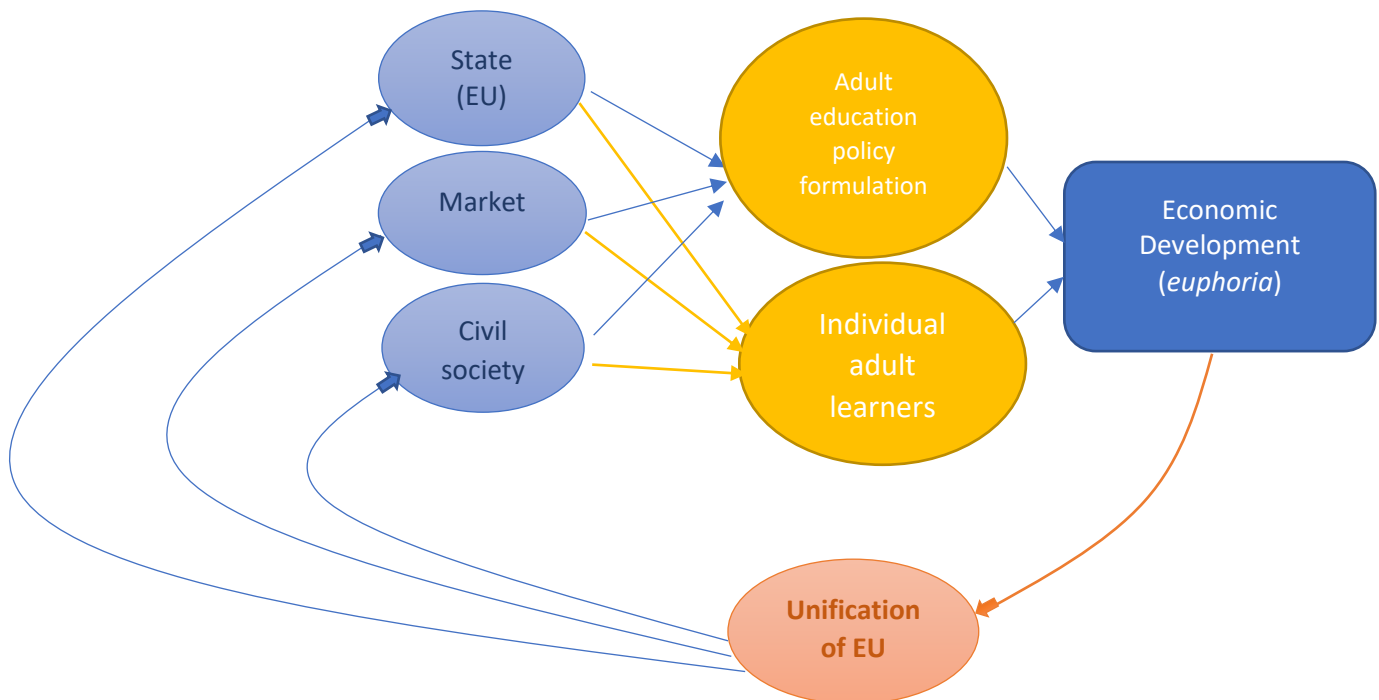 State
(EU)
Market
Civil
society
Adult
education
policy
formulation
Individual
adult
learners
Economic
Development
(euphoria)
Unification
of EU